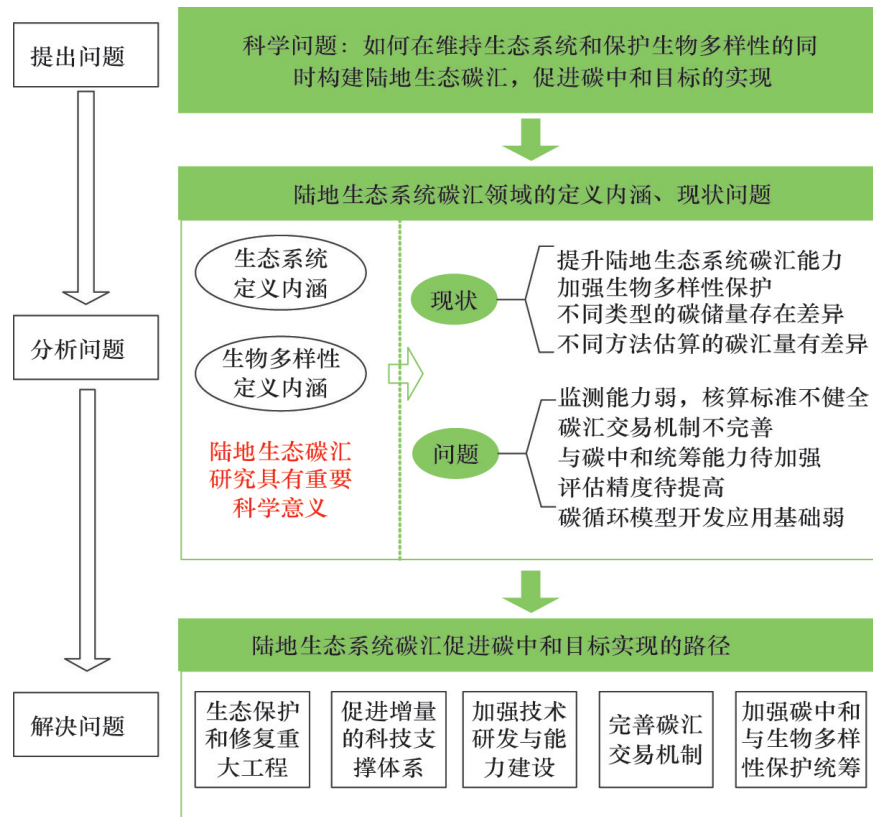 提出问题
科学问题：如何在维持生态系统和保护生物多样性的同
时构建陆地生态碳汇，促进碳中和目标的实现
陆地生态系统碳汇领域的定义内涵、现状问题
分析问题
生态系统
定义内涵
生物多样性
定义内涵
陆地生态碳汇
研究具有重要
科学意义
现状
提升陆地生态系统碳汇能力
加强生物多样性保护
不同类型的碳储量存在差异
不同方法估算的碳汇量有差异
问题
监测能力弱，核算标准不健全
碳汇交易机制不完善
与碳中和统筹能力待加强
评估精度待提高
碳循环模型开发应用基础弱
陆地生态系统碳汇促进碳中和目标实现的路径
解决问题
生态保护
和修复重
大工程
促进增量
的科技支
撑体系
加强技术
研发与能
力建设
完善碳汇
交易机制
加强碳中和
与生物多样
性保护统筹